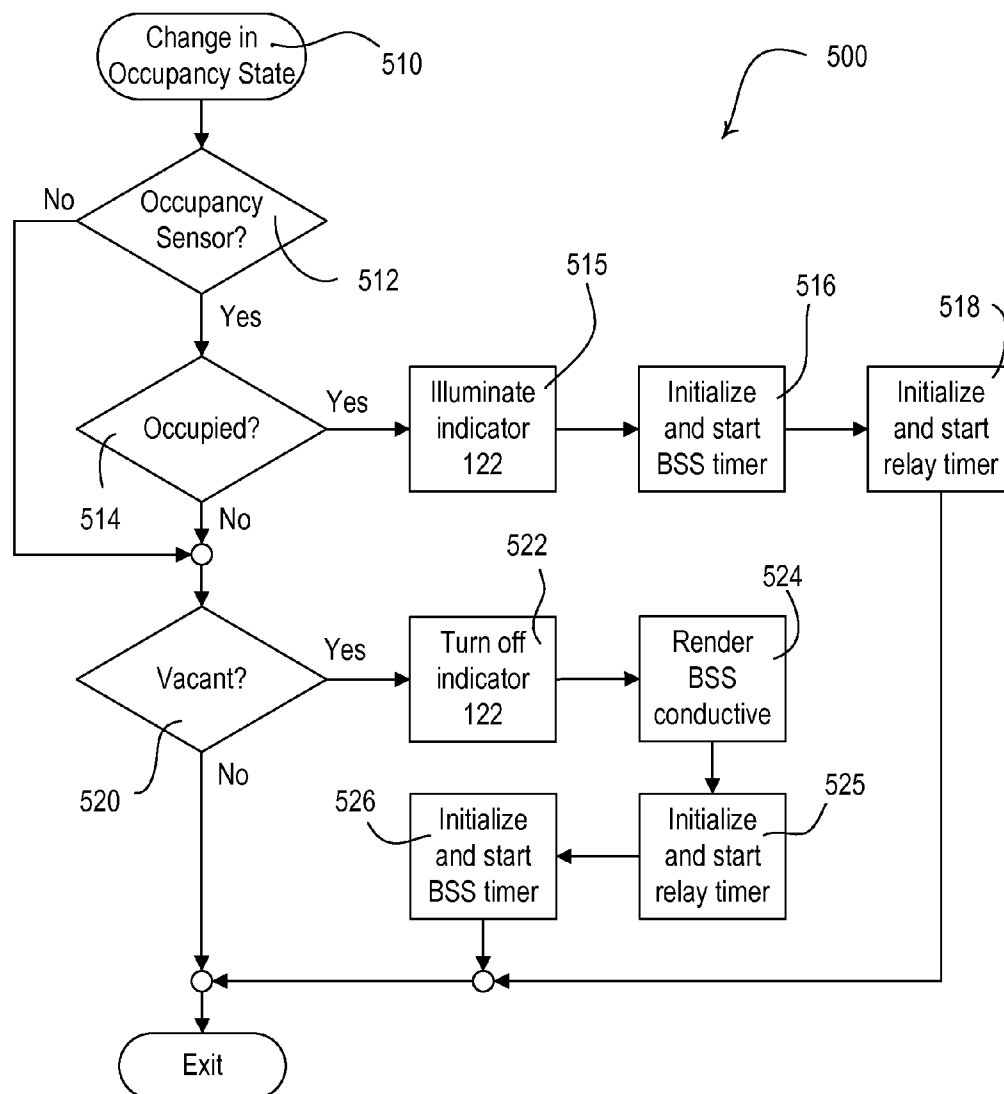 Change in
Occupancy State
510
500
No
Occupancy
Sensor?
512
Yes
515
516
518
Occupied?
514
Yes
Illuminate
indicator
122
Initialize
and start
BSS timer
Initialize
and start
relay timer
No
522
524
Vacant?
520
Yes
Turn off
indicator
122
Render
BSS
conductive
No
526
525
Initialize
and start
BSS timer
Initialize
and start
relay timer
Exit